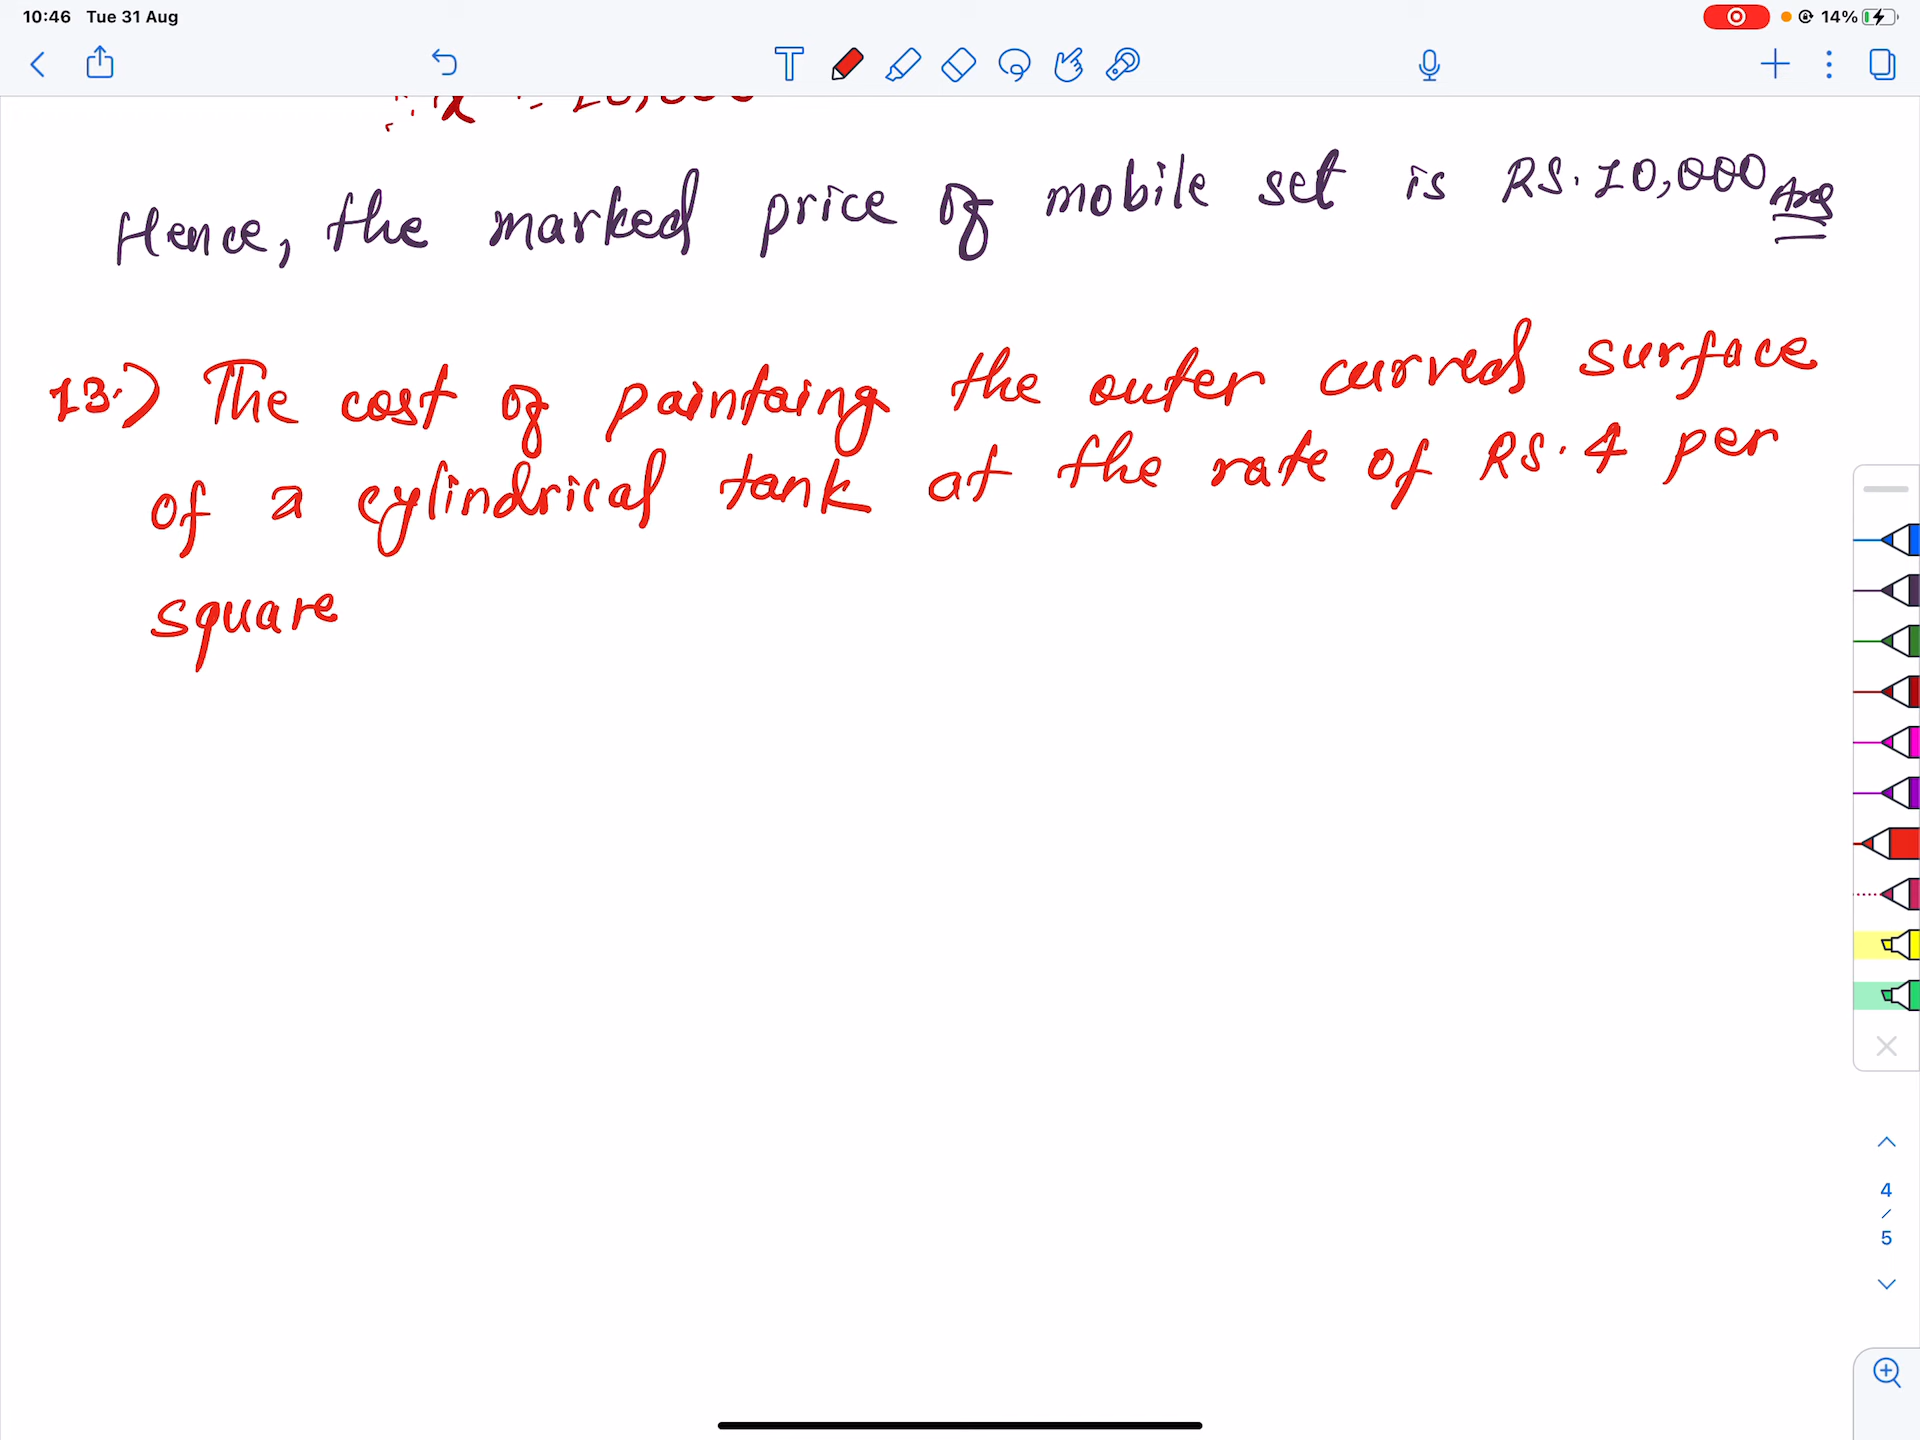 10:46 Tue 31 Aug
14%
T
Hence, the marked price of mobile set is RS. 10,000 Ans
13.) The cost of paintaing the outer curved surface
of a cylindrical tank at the rate of RS. 4 per
square
4
/
5